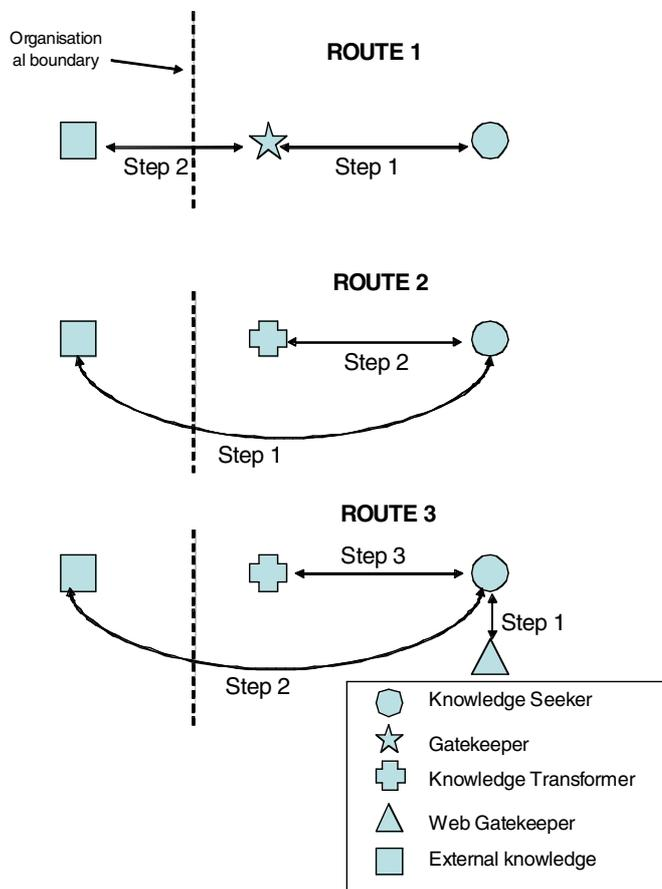 Organisation
al boundary
ROUTE 1
Step 2
Step 1
ROUTE 2
Step 2
Step 1
ROUTE 3
Step 3
Step 1
Step 2
Knowledge Seeker
Gatekeeper
Knowledge Transformer
Web Gatekeeper
External knowledge